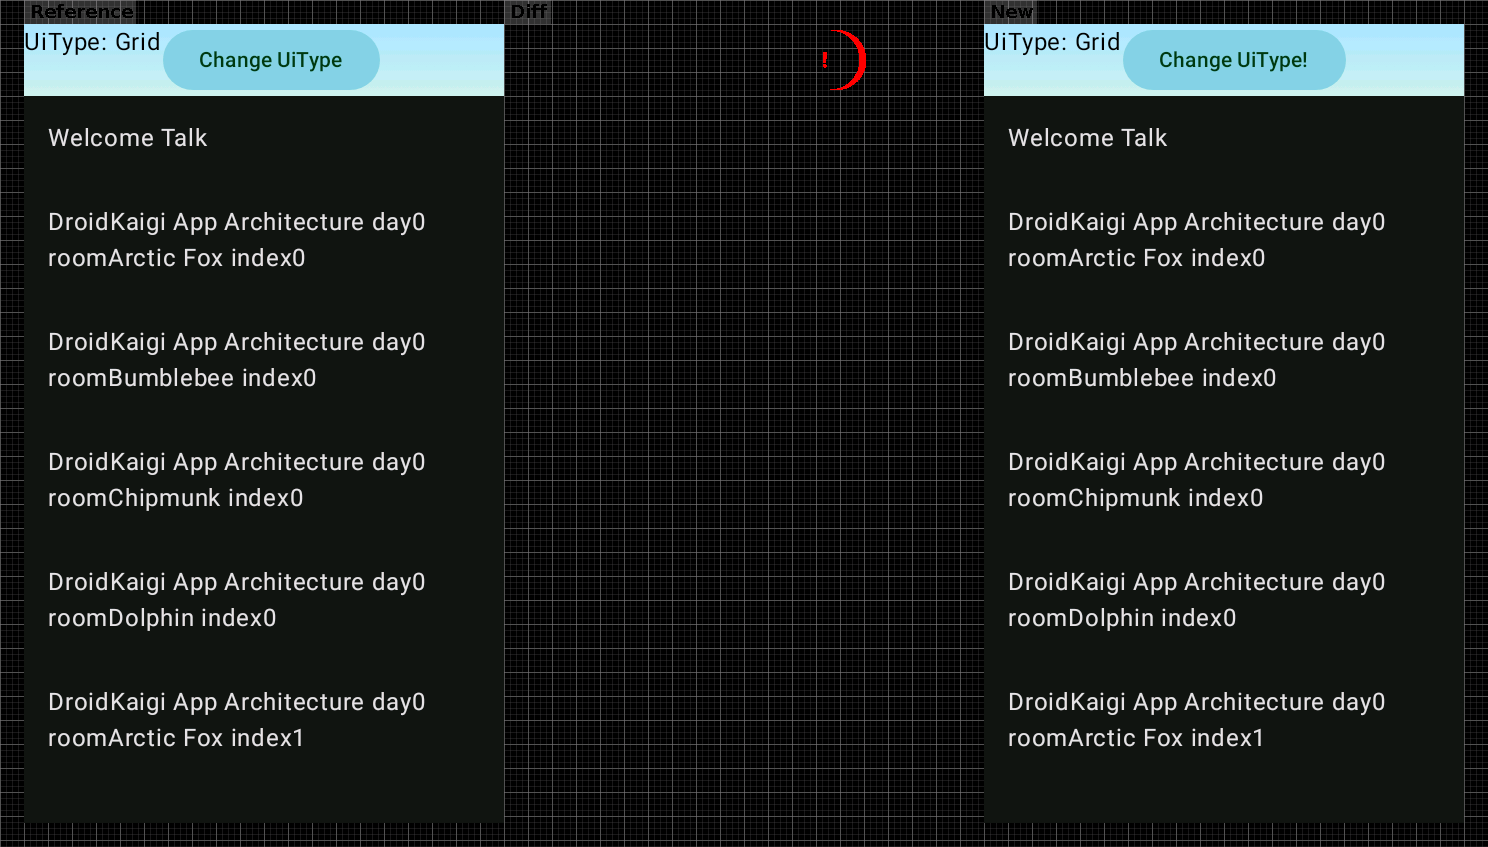 Reference
Diff
New
UiType: Grid
Change UiType
Welcome Talk
DroidKaigi App Architecture day0
roomArctic Fox index0
DroidKaigi App Architecture day0
roomBumblebee index0
DroidKaigi App Architecture day0
roomChipmunk index0
DroidKaigi App Architecture day0
roomDolphin index0
DroidKaigi App Architecture day0
roomArctic Fox index1
!
UiType: Grid
Change UiType!
Welcome Talk
DroidKaigi App Architecture day0
roomArctic Fox index0
DroidKaigi App Architecture day0
roomBumblebee index0
DroidKaigi App Architecture day0
roomChipmunk index0
DroidKaigi App Architecture day0
roomDolphin index0
DroidKaigi App Architecture day0
roomArctic Fox index1